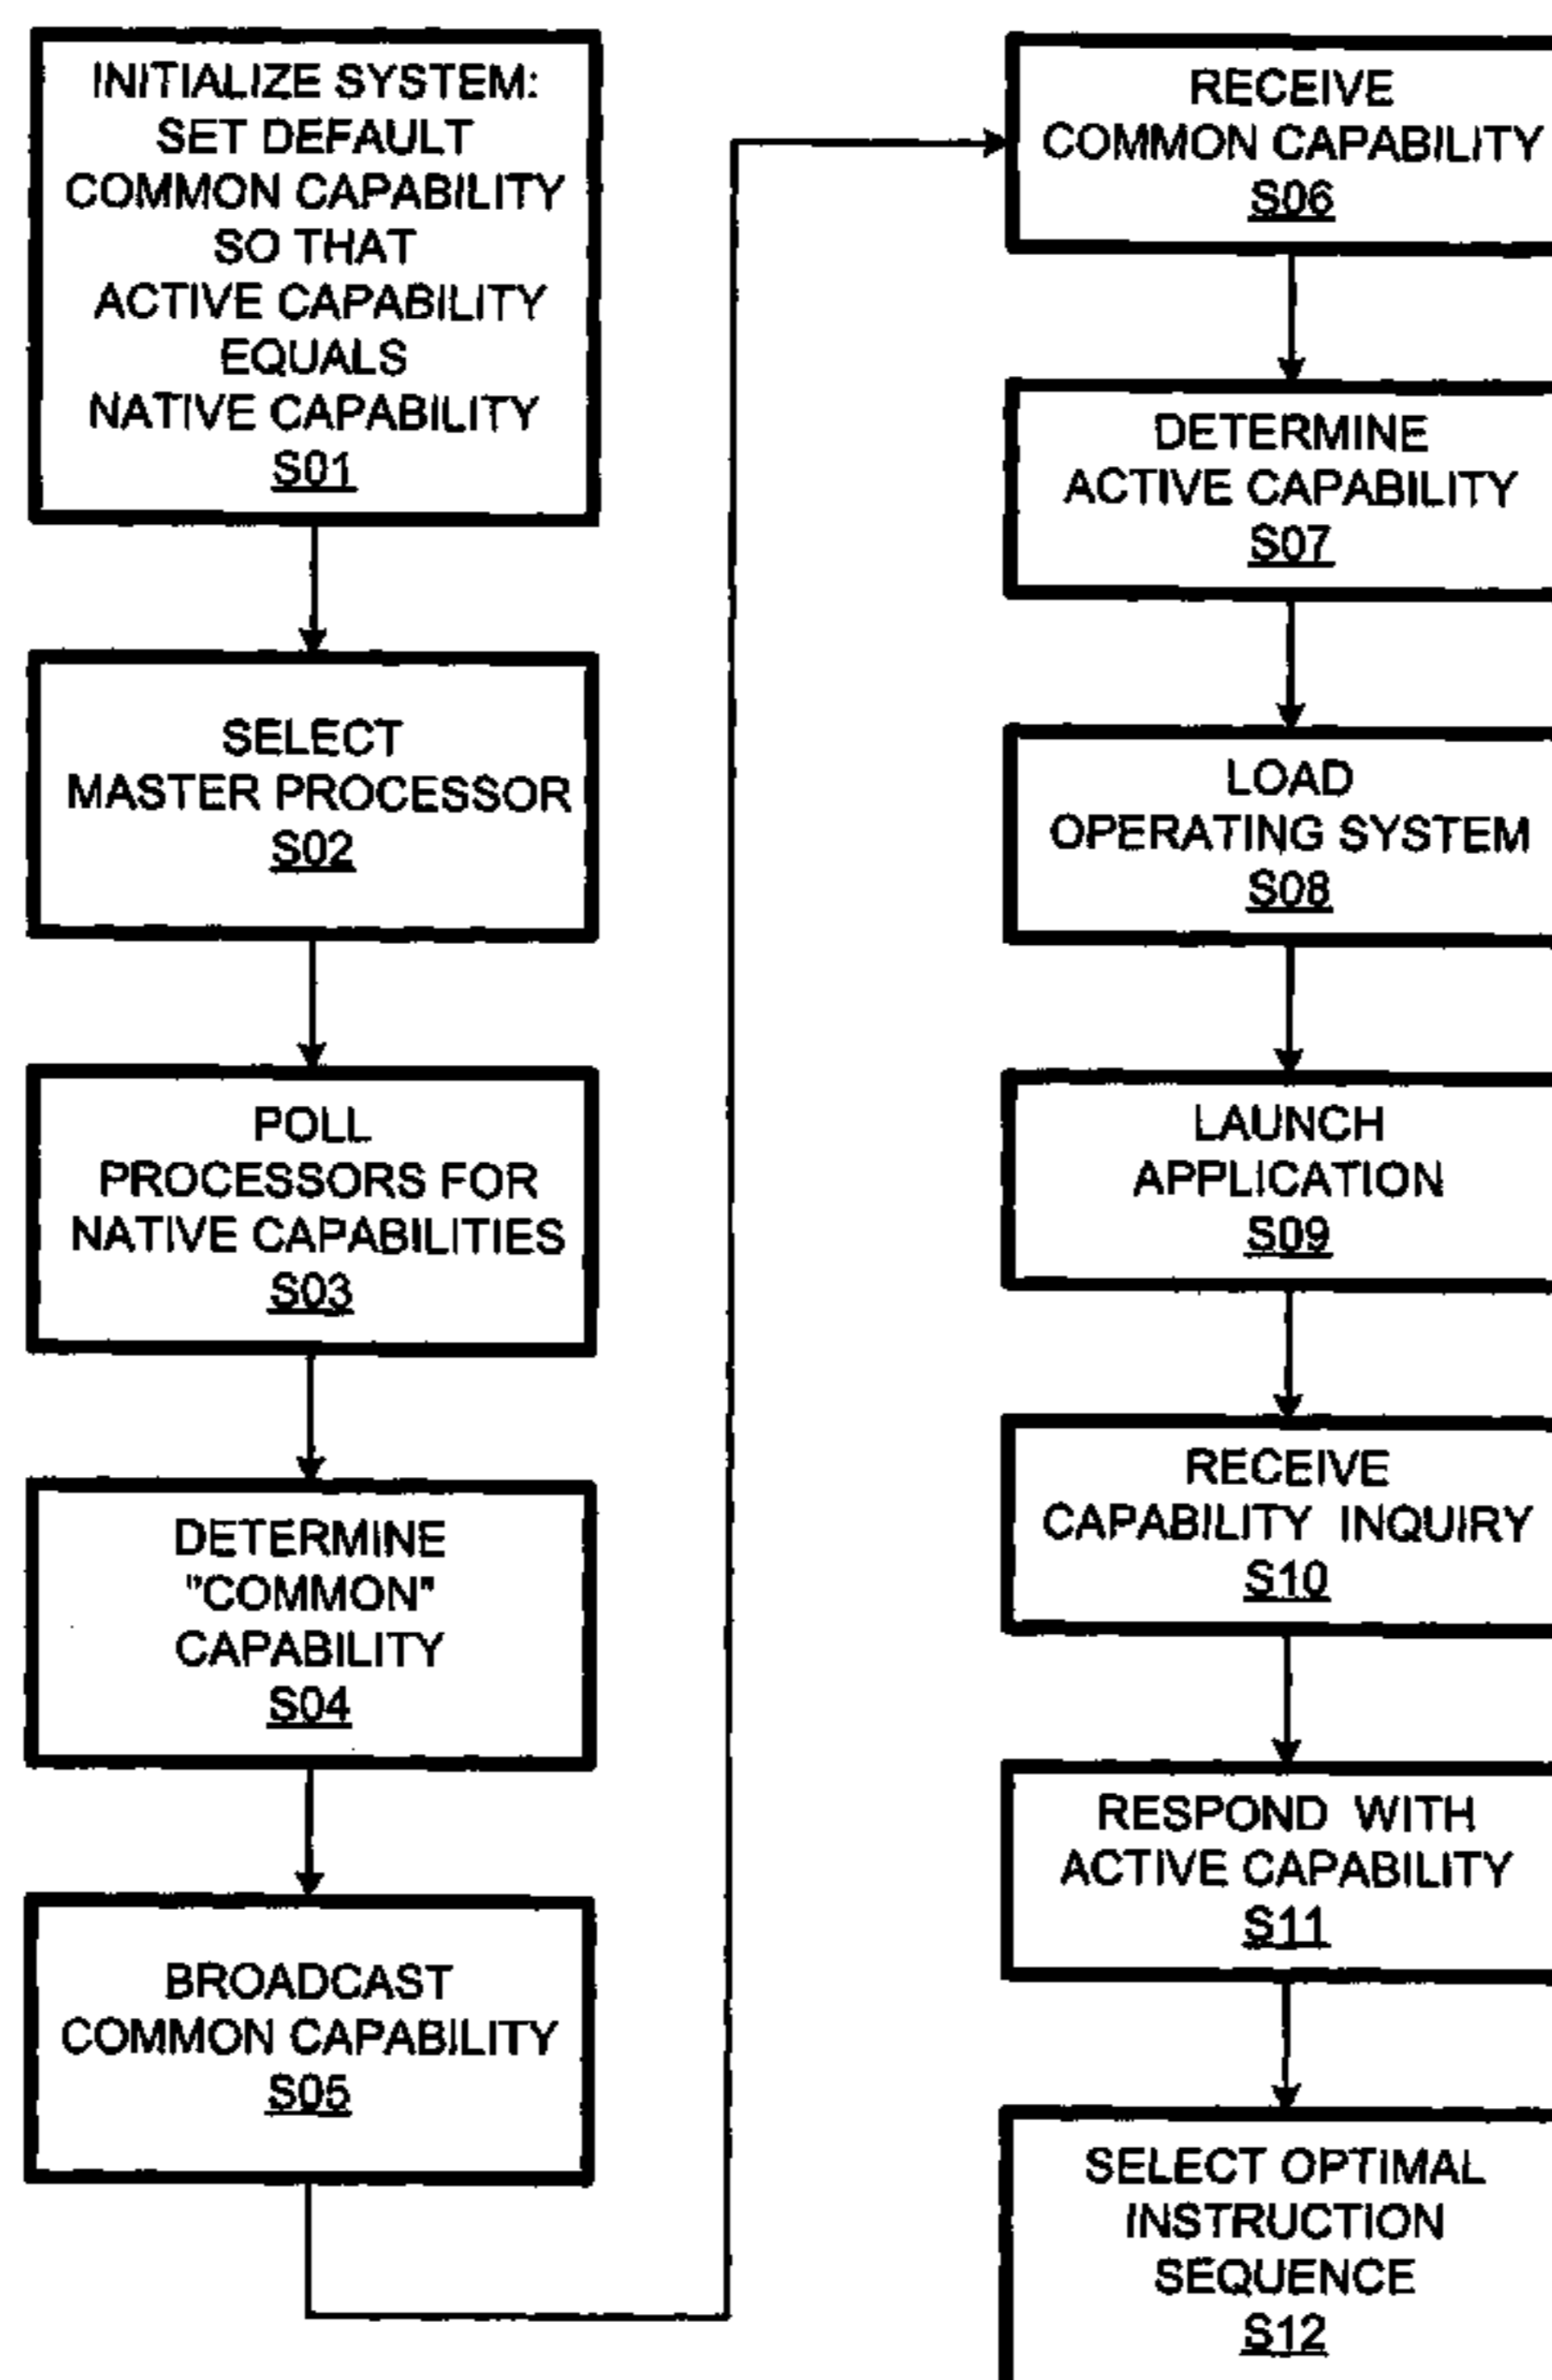 INITIALIZE SYSTEM:
SET DEFAULT
COMMON CAPABILITY
SO THAT
ACTIVE CAPABILITY
EQUALS
NATIVE CAPABILITY
S01
SELECT
MASTER PROCESSOR
S02
POLL
PROCESSORS FOR
NATIVE CAPABILITIES
S03
DETERMINE
"COMMON"
CAPABILITY
S04
BROADCAST
COMMON CAPABILITY
S05
RECEIVE
COMMON CAPABILITY
S06
DETERMINE
ACTIVE CAPABILITY
S07
LOAD
OPERATING SYSTEM
S08
LAUNCH
APPLICATION
S09
RECEIVE
CAPABILITY INQUIRY
S10
RESPOND WITH
ACTIVE CAPABILITY
S11
SELECT OPTIMAL
INSTRUCTION
SEQUENCE
S12